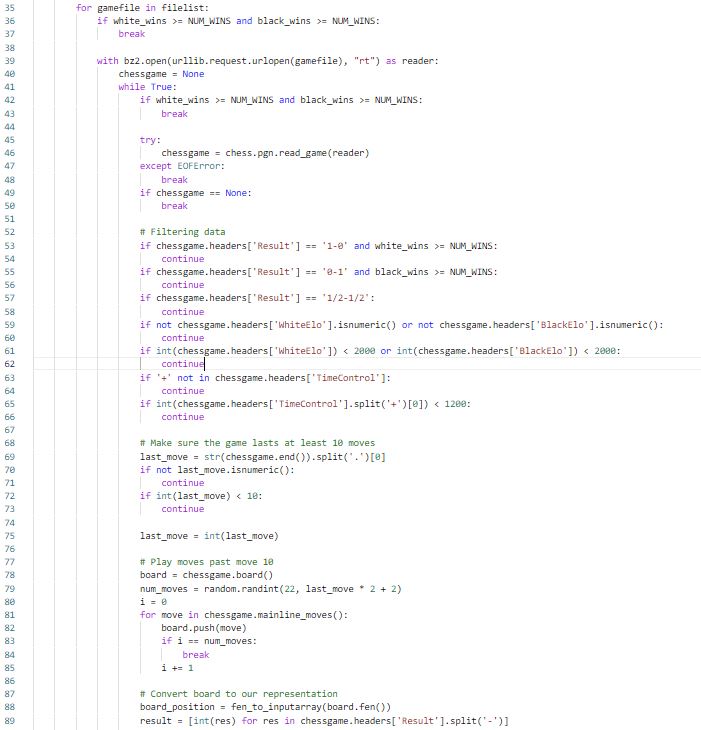 35 for gamefile in filelist:
36 if white_wins >= NUM_WINS and black_wins >= NUM_WINS:
37 break
38
39 with bz2.open(urllib.request.urlopen(gamefile), "rt") as reader:
40 chessgame = None
41 while True:
42 if white_wins >= NUM_WINS and black_wins >= NUM_WINS:
43 break
44
45 try:
46 chessgame = chess.pgn.read_game(reader)
47 except EOFError:
48 break
49 if chessgame == None:
50 break
51
52 # Filtering data
53 if chessgame.headers['Result'] == '1-0' and white_wins >= NUM_WINS:
54 continue
55 if chessgame.headers['Result'] == '0-1' and black_wins >= NUM_WINS:
56 continue
57 if chessgame.headers['Result'] == '1/2-1/2':
58 continue
59 if not chessgame.headers['WhiteElo'].isnumeric() or not chessgame.headers['BlackElo'].isnumeric():
60 continue
61 if int(chessgame.headers['WhiteElo']) < 2000 or int(chessgame.headers['BlackElo']) < 2000:
62 continue
63 if '+' not in chessgame.headers['TimeControl']:
64 continue
65 if int(chessgame.headers['TimeControl'].split('+')[0]) < 1200:
66 continue
67
68 # Make sure the game lasts at least 10 moves
69 last_move = str(chessgame.end()).split('.')[0]
70 if not last_move.isnumeric():
71 continue
72 if int(last_move) < 10:
73 continue
74
75 last_move = int(last_move)
76
77 # Play moves past move 10
78 board = chessgame.board()
79 num_moves = random.randint(22, last_move * 2 + 2)
80 i = 0
81 for move in chessgame.mainline_moves():
82 board.push(move)
83 if i == num_moves:
84 break
85 i += 1
86
87 # Convert board to our representation
88 board_position = fen_to_inputarray(board.fen())
89 result = [int(res) for res in chessgame.headers['Result'].split('-')]